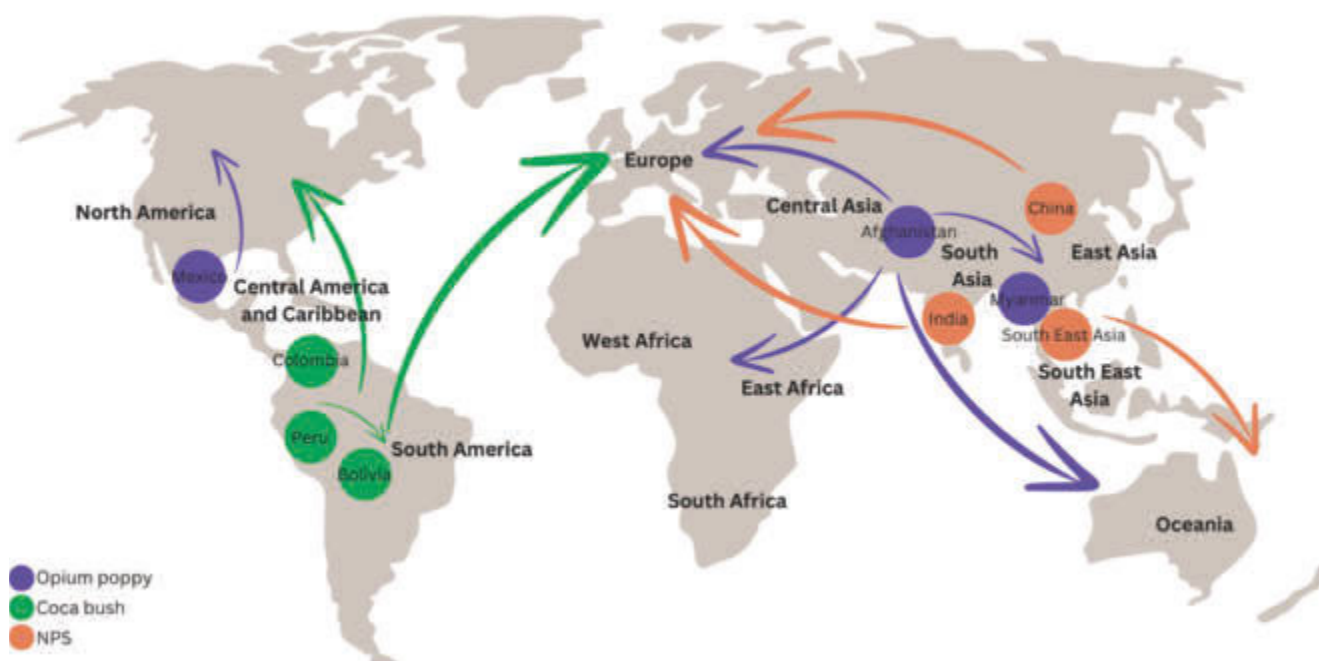 Europe
North America
Central Asia
China
Afghanistan
South
Asia
East Asia
Mexico
Central America
and Caribbean
Myanmar
India
South East Asia
West Africa
Colombia
South East
Asia
East Africa
Peru
South America
Bolivia
South Africa
Oceania
Opium poppy
Coca bush
NPS